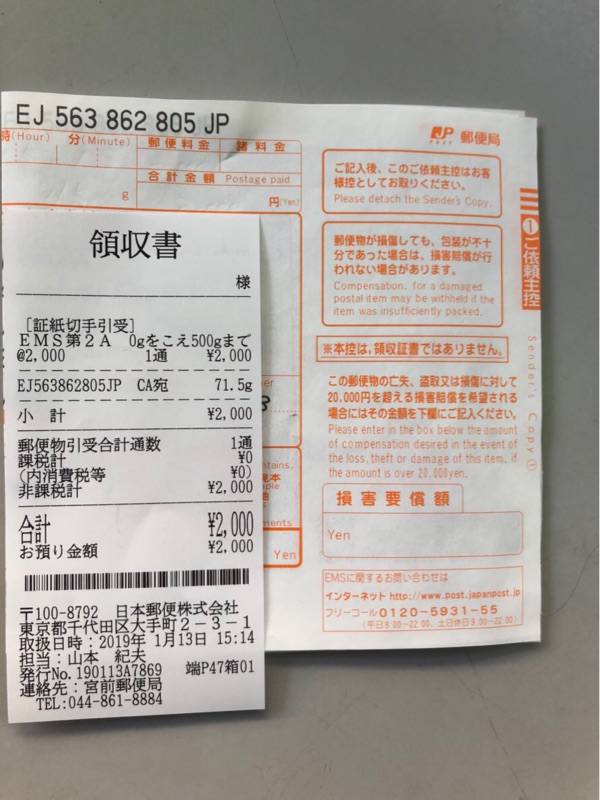 EJ 563 862 805 JP
時(Hour) 分(Minute) 郵便料金 諸料金
合計金額 Postage paid
g
円(Yen)
JP POST 郵便局
ご記入後、このご依頼主控はお客
様控としてお取りください。
Please detach the Sender's Copy.
郵便物が損傷しても、包装が不十
分であった場合は、損害賠償が行
われない場合があります。
Compensation, for a damaged
postal item may be withheld if the
item was insufficiently packed.
※本控は、領収証書ではありません。
この郵便物の亡失、盗取又は損傷に対して
20,000円を超える損害賠償を希望される
場合にはその金額を下欄にご記入ください。
Please enter in the box below the amount
of compensation desired in the event of
the loss, theft or damage of this item, if
the amount is over 20,000yen.
損害要償額
Yen
EMSに関するお問い合わせは
インターネット http://www.post.japanpost.jp
フリーコール 0120-5931-55
(平日8:00-22:00、土日休日9:00-22:00)
①ご依頼主控
Sender's Copy①
Yen
領収書
様
[証紙切手引受]
EMS第2A 0gをこえ500gまで
@2,000 1通 ¥2,000
EJ563862805JP CA宛 71.5g
小 計 ¥2,000
郵便物引受合計通数 1通
課税計 ¥0
(内消費税等 ¥0)
非課税計 ¥2,000
合計 ¥2,000
お預り金額 ¥2,000
〒100-8792 日本郵便株式会社
東京都千代田区大手町2-3-1
取扱日時:2019年 1月13日 15:14
担当:山本 紀夫
発行No.190113A7869 端P47箱01
連絡先:宮前郵便局
TEL:044-861-8884